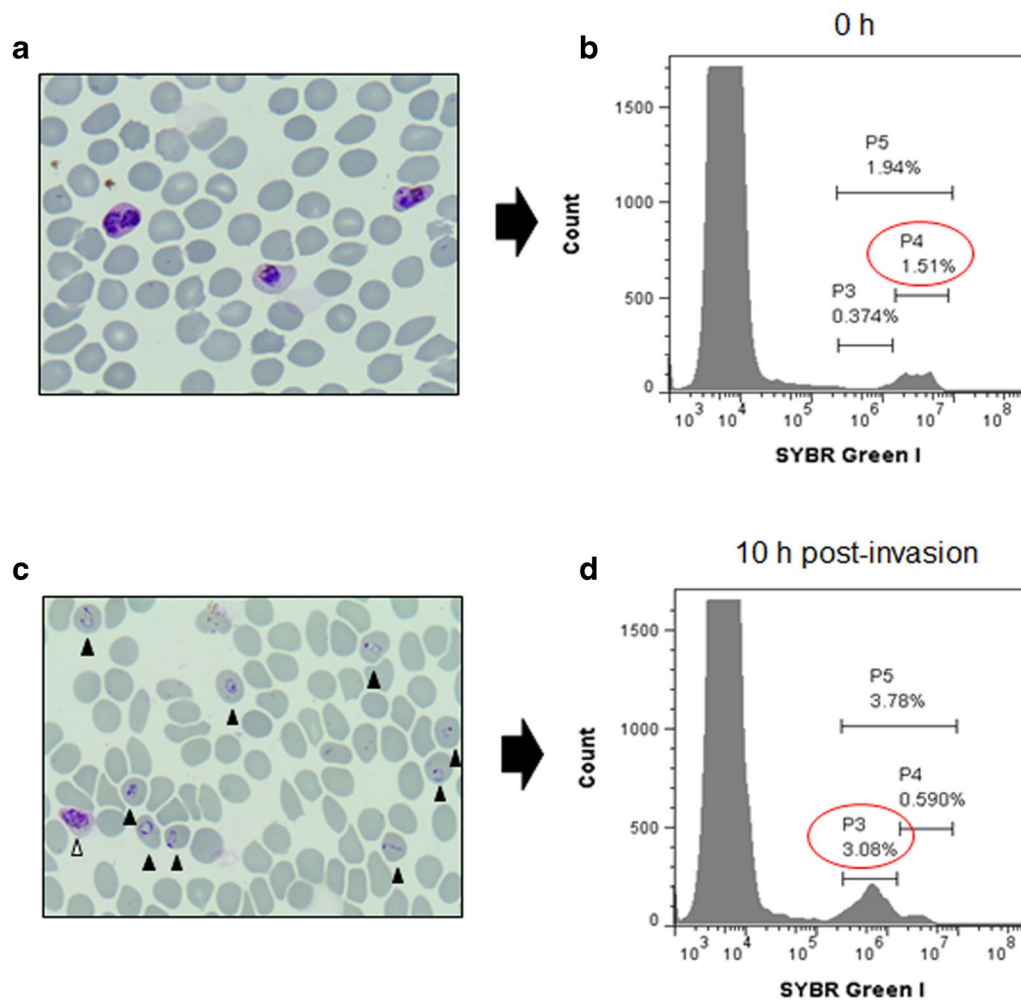 a
b
0 h
1500
1000
500
0
Count
P5
1.94%
P4
1.51%
P3
0.374%
10³ 10⁴ 10⁵ 10⁶ 10⁷ 10⁸
SYBR Green I
c
d
10 h post-invasion
1500
1000
500
0
Count
P5
3.78%
P4
0.590%
P3
3.08%
10³ 10⁴ 10⁵ 10⁶ 10⁷ 10⁸
SYBR Green I